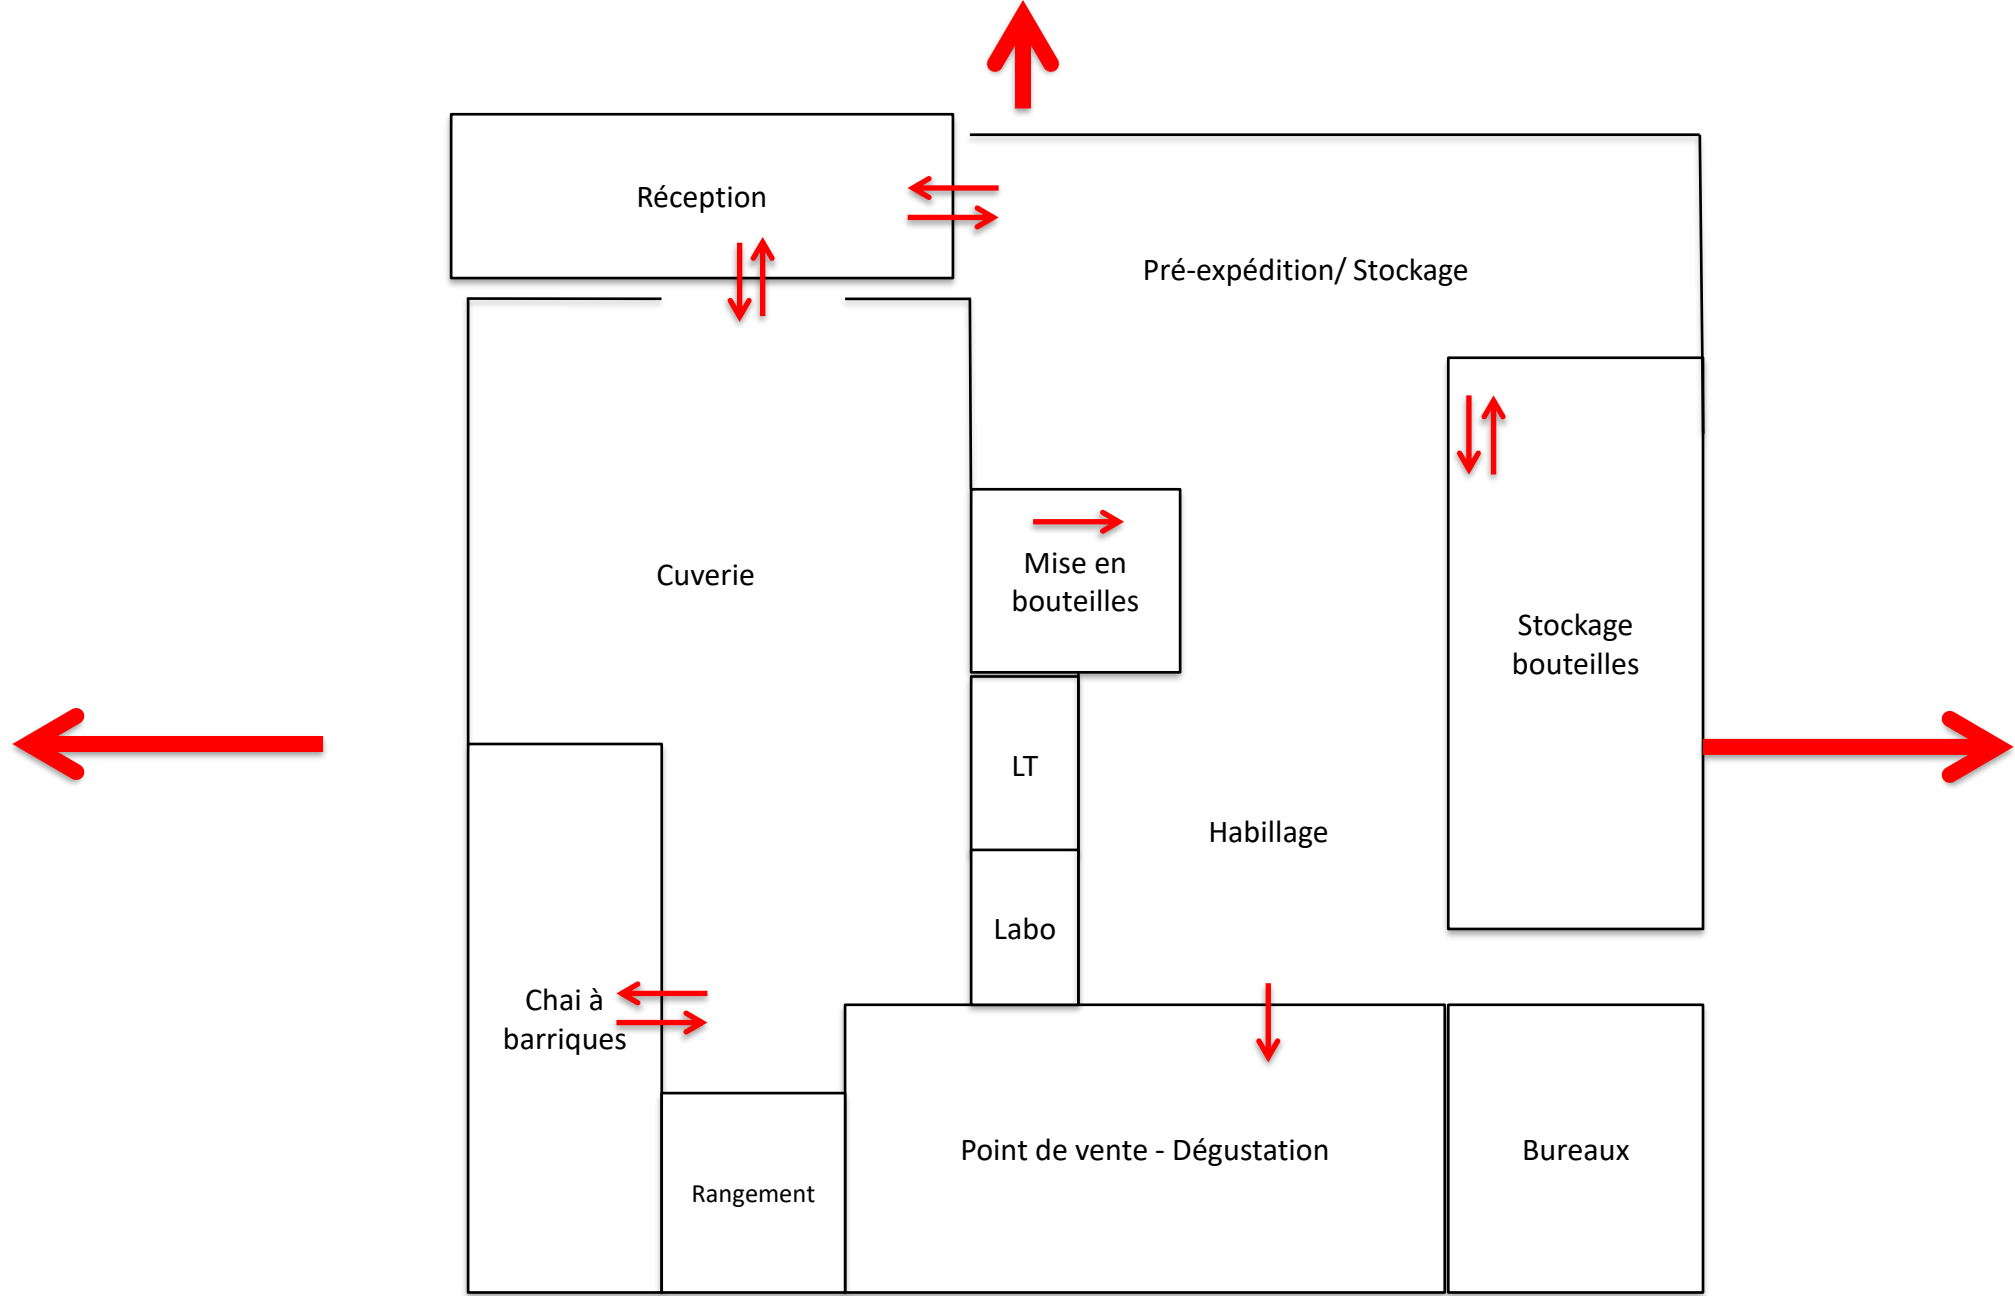 Réception
Pré-expédition/ Stockage
Cuverie
Mise en
bouteilles
Stockage
bouteilles
LT
Habillage
Labo
Chai à
barriques
Point de vente - Dégustation
Bureaux
Rangement